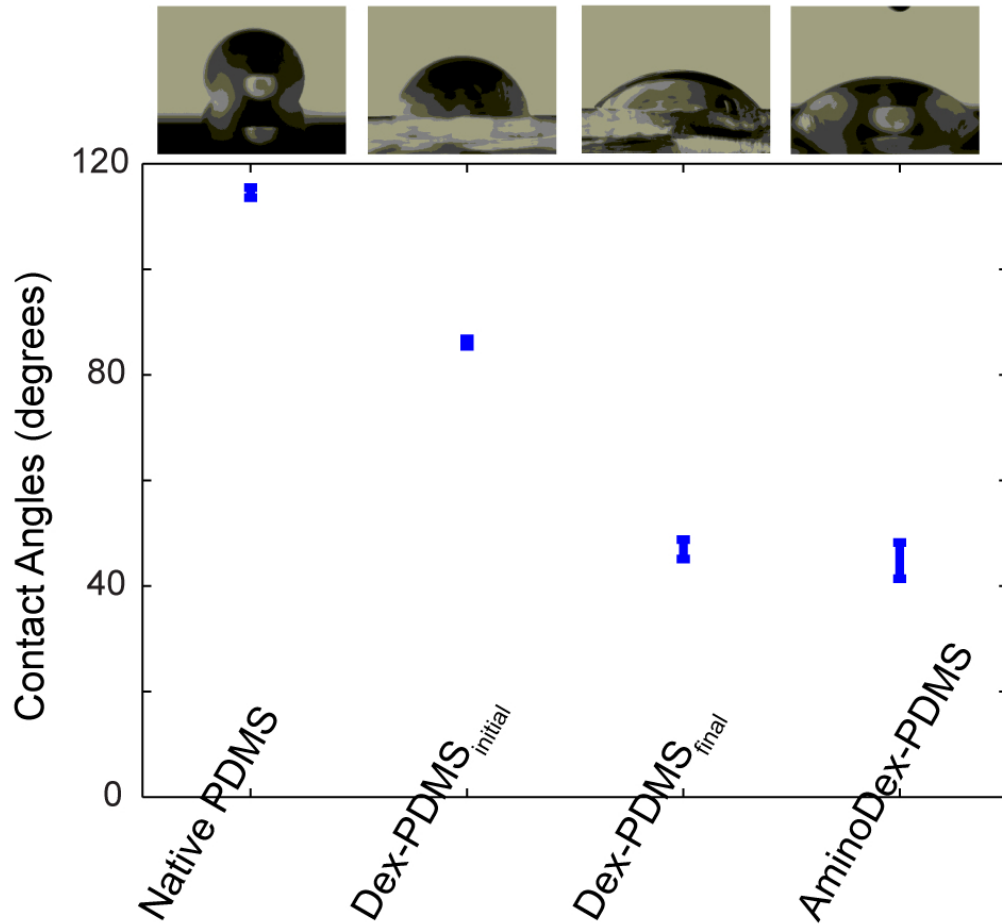 120
80
40
0
Contact Angles (degrees)
Native PDMS
Dex-PDMSinitial
Dex-PDMSfinal
AminoDex-PDMS